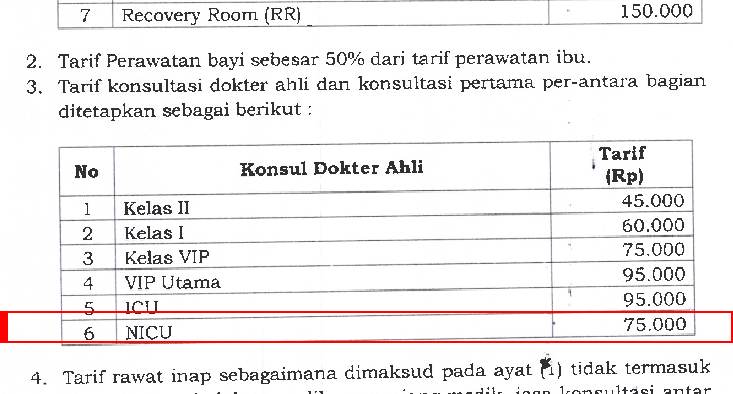 7 Recovery Room (RR) 150.000
2. Tarif Perawatan bayi sebesar 50% dari tarif perawatan ibu.
3. Tarif konsultasi dokter ahli dan konsultasi pertama per-antara bagian
ditetapkan sebagai berikut :
No Konsul Dokter Ahli Tarif
(Rp)
1 Kelas II 45.000
2 Kelas I 60.000
3 Kelas VIP 75.000
4 VIP Utama 95.000
5 ICU 95.000
6 NICU 75.000
4. Tarif rawat inap sebagaimana dimaksud pada ayat (1) tidak termasuk
jasa konsultasi antar